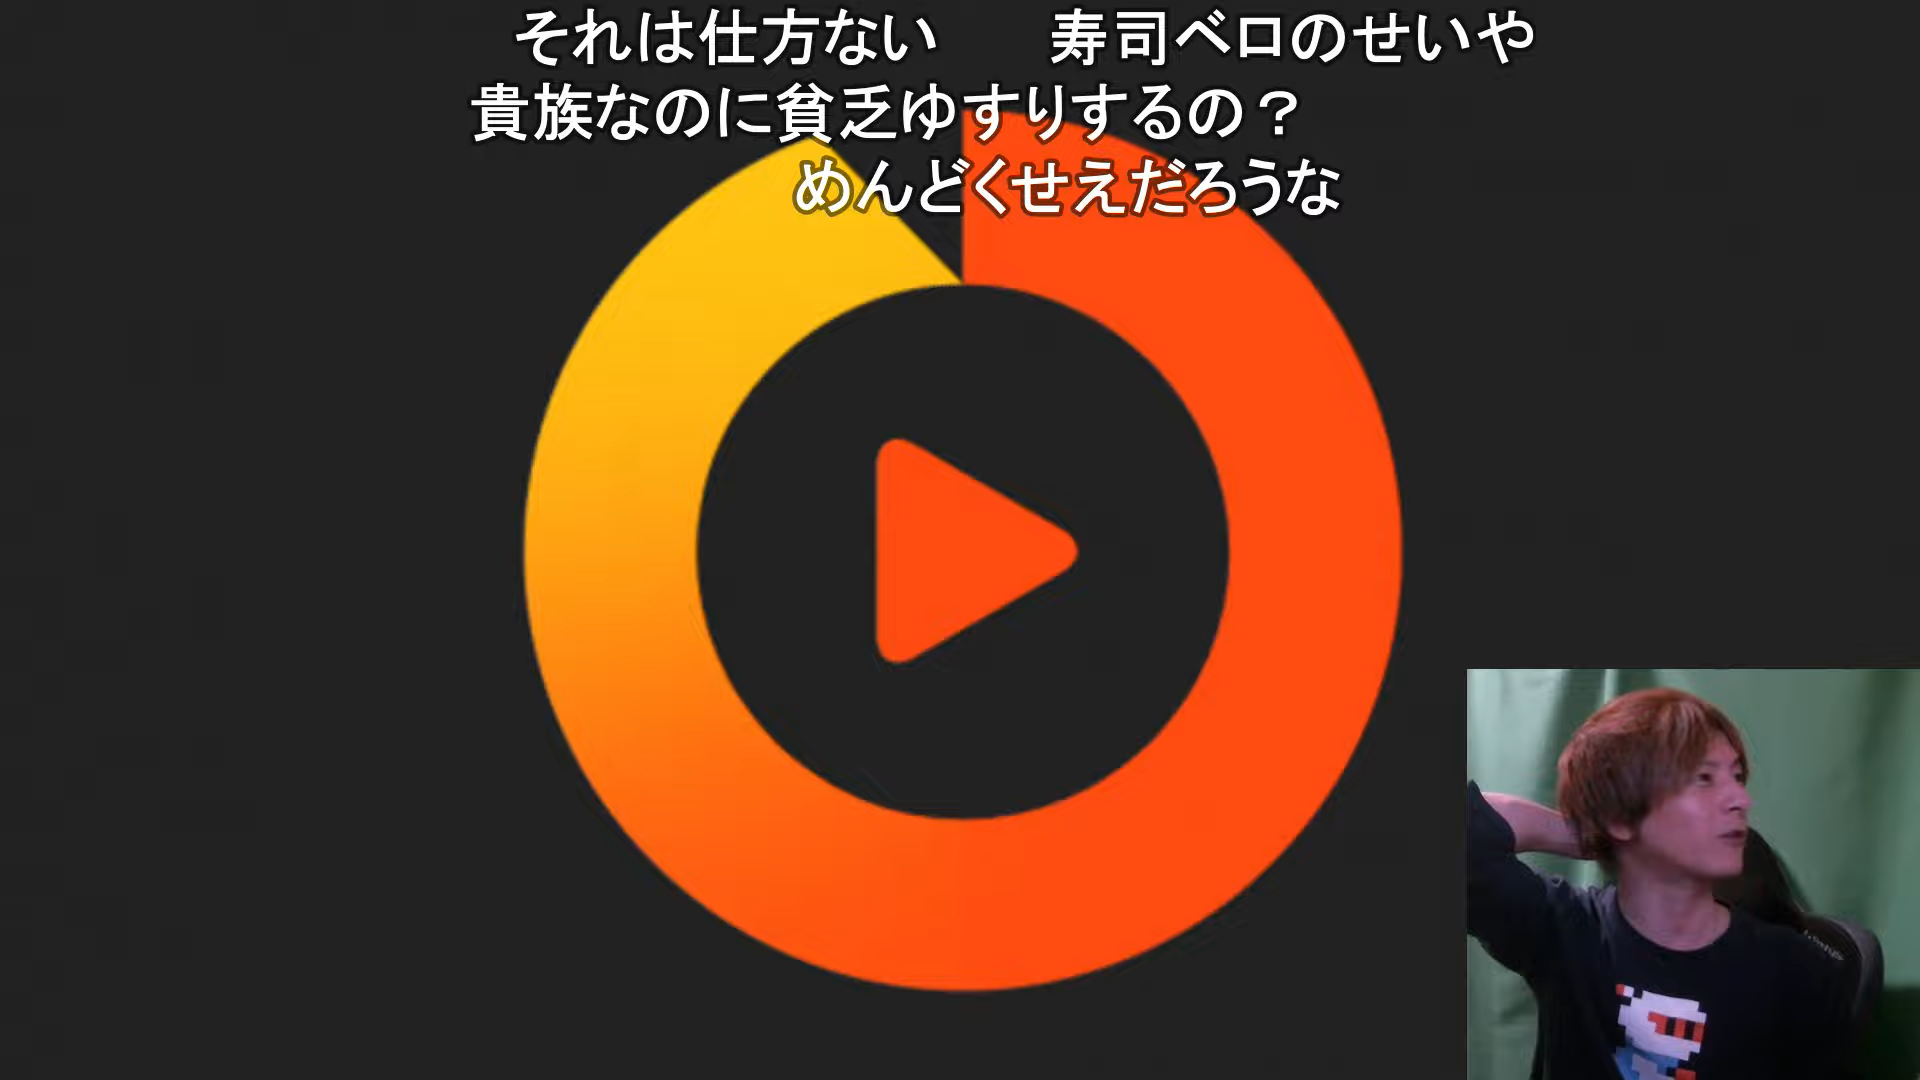 それは仕方ない　寿司ペロのせいや
貴族なのに貧乏ゆすりするの？
めんどくせえだろうな